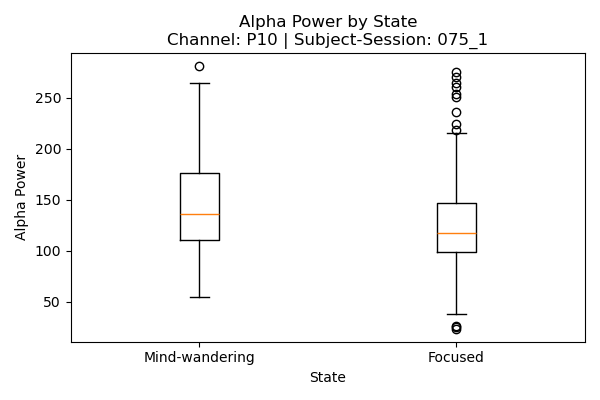 Alpha Power by State
Channel: P10 | Subject-Session: 075_1
Alpha Power
250
200
150
100
50
Mind-wandering
Focused
State